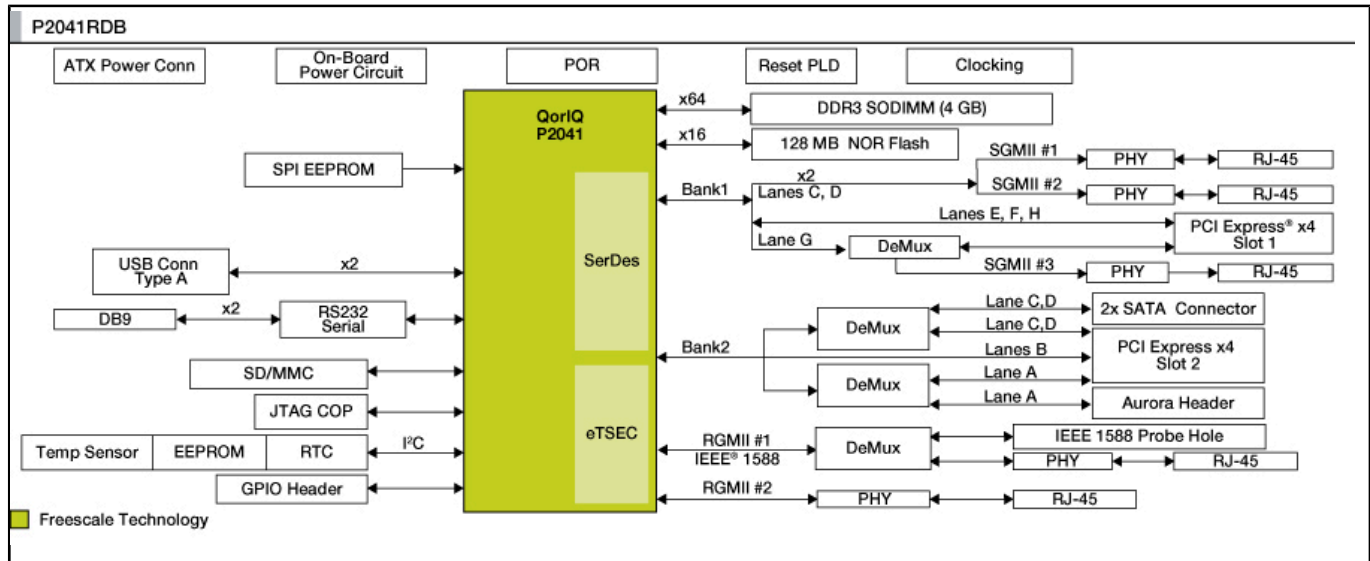 P2041RDB
ATX Power Conn
On-Board
Power Circuit
POR
Reset PLD
Clocking
QorIQ
P2041
SerDes
eTSEC
SPI EEPROM
USB Conn
Type A
x2
DB9
x2
RS232
Serial
SD/MMC
JTAG COP
Temp Sensor
EEPROM
RTC
I²C
GPIO Header
x64
DDR3 SODIMM (4 GB)
x16
128 MB NOR Flash
Bank1
x2
Lanes C, D
SGMII #1
PHY
RJ-45
SGMII #2
PHY
RJ-45
Lanes E, F, H
PCI Express® x4
Slot 1
Lane G
DeMux
SGMII #3
PHY
RJ-45
Bank2
DeMux
Lane C,D
2x SATA Connector
Lane C,D
Lanes B
PCI Express x4
Slot 2
DeMux
Lane A
Lane A
Aurora Header
RGMII #1
IEEE® 1588
DeMux
IEEE 1588 Probe Hole
PHY
RJ-45
RGMII #2
PHY
RJ-45
Freescale Technology